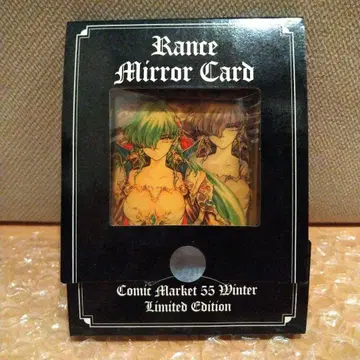 Rance
Mirror Card
Comic Market 55 Winter
Limited Edition